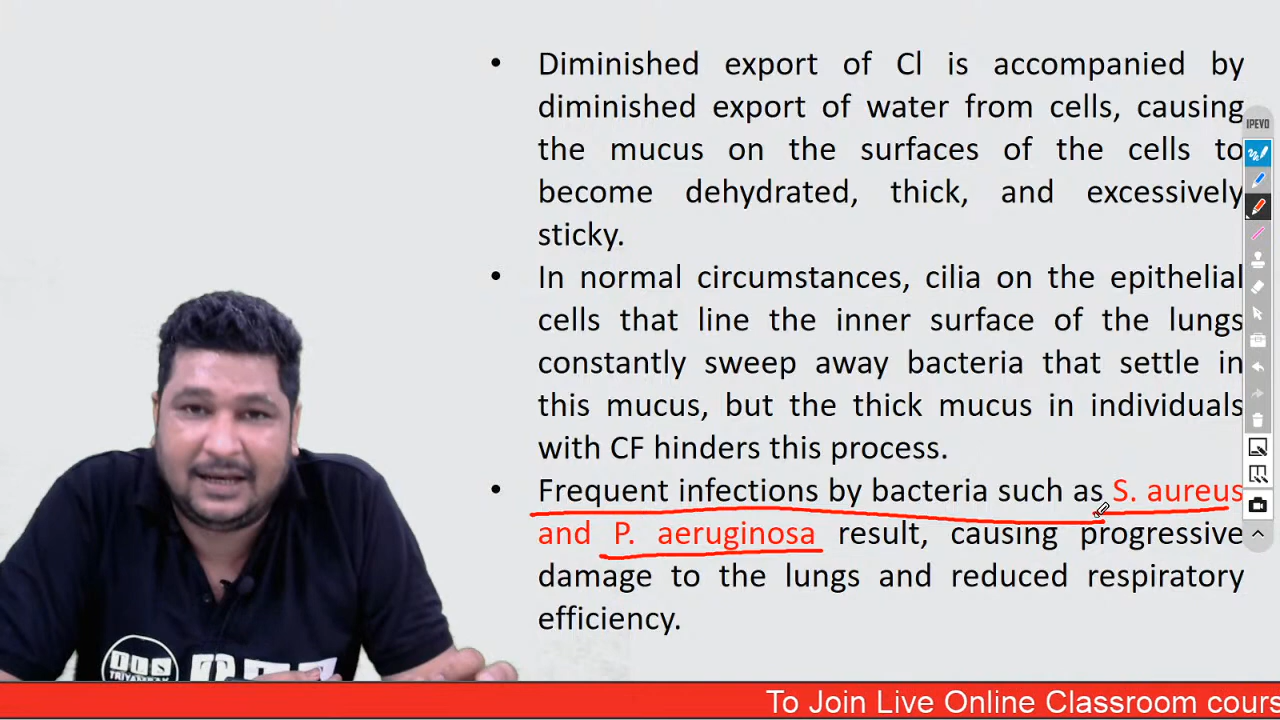 • Diminished export of Cl is accompanied by
diminished export of water from cells, causing
the mucus on the surfaces of the cells to
become dehydrated, thick, and excessively
sticky.
• In normal circumstances, cilia on the epithelial
cells that line the inner surface of the lungs
constantly sweep away bacteria that settle in
this mucus, but the thick mucus in individuals
with CF hinders this process.
• Frequent infections by bacteria such as S. aureus
and P. aeruginosa result, causing progressive
damage to the lungs and reduced respiratory
efficiency.
IPEVO
To Join Live Online Classroom cours